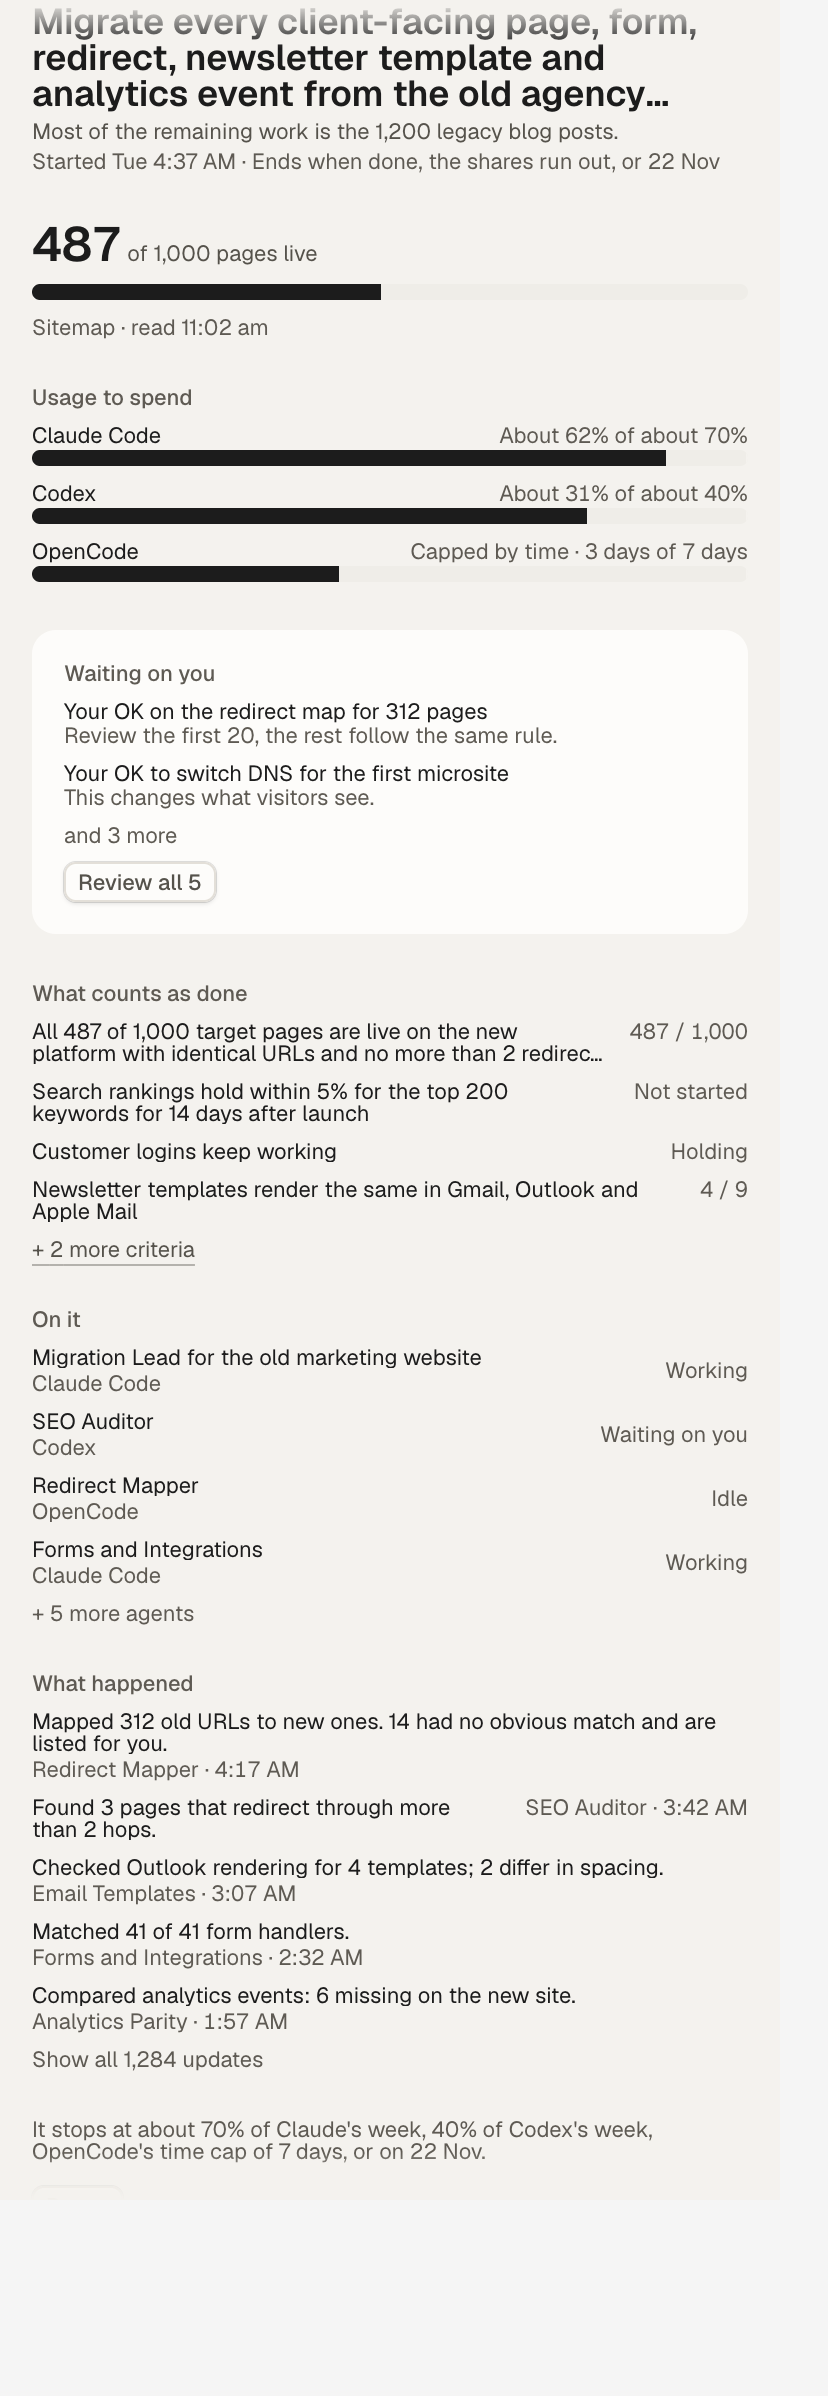 Migrate every client-facing page, form,
redirect, newsletter template and
analytics event from the old agency...
Most of the remaining work is the 1,200 legacy blog posts.
Started Tue 4:37 AM · Ends when done, the shares run out, or 22 Nov
487 of 1,000 pages live
Sitemap · read 11:02 am
Usage to spend
Claude Code About 62% of about 70%
Codex About 31% of about 40%
OpenCode Capped by time · 3 days of 7 days
Waiting on you
Your OK on the redirect map for 312 pages
Review the first 20, the rest follow the same rule.
Your OK to switch DNS for the first microsite
This changes what visitors see.
and 3 more
Review all 5
What counts as done
All 487 of 1,000 target pages are live on the new 487 / 1,000
platform with identical URLs and no more than 2 redirec...
Search rankings hold within 5% for the top 200 Not started
keywords for 14 days after launch
Customer logins keep working Holding
Newsletter templates render the same in Gmail, Outlook and 4 / 9
Apple Mail
+ 2 more criteria
On it
Migration Lead for the old marketing website Working
Claude Code
SEO Auditor Waiting on you
Codex
Redirect Mapper Idle
OpenCode
Forms and Integrations Working
Claude Code
+ 5 more agents
What happened
Mapped 312 old URLs to new ones. 14 had no obvious match and are
listed for you.
Redirect Mapper · 4:17 AM
Found 3 pages that redirect through more SEO Auditor · 3:42 AM
than 2 hops.
Checked Outlook rendering for 4 templates; 2 differ in spacing.
Email Templates · 3:07 AM
Matched 41 of 41 form handlers.
Forms and Integrations · 2:32 AM
Compared analytics events: 6 missing on the new site.
Analytics Parity · 1:57 AM
Show all 1,284 updates
It stops at about 70% of Claude's week, 40% of Codex's week,
OpenCode's time cap of 7 days, or on 22 Nov.